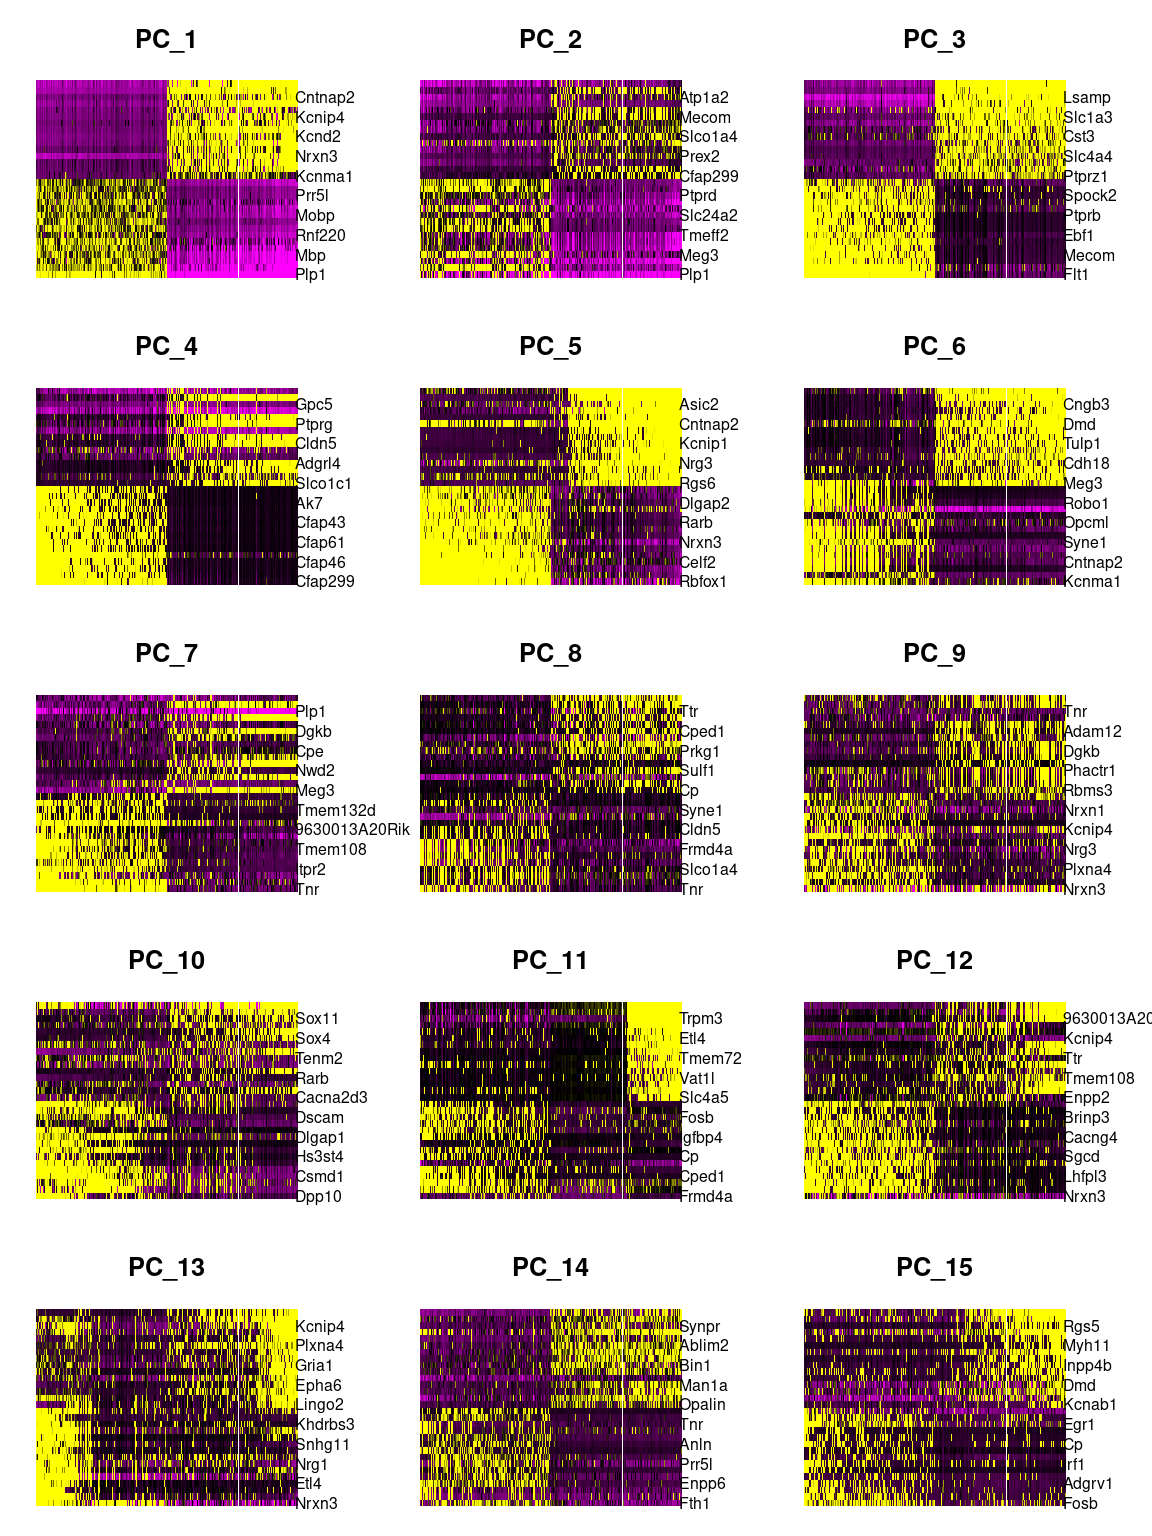 PC_1
PC_2
PC_3
Cntnap2
Kcnip4
Kcnd2
Nrxn3
Kcnma1
Prr5l
Mobp
Rnf220
Mbp
Plp1
Atp1a2
Mecom
Slco1a4
Prex2
Cfap299
Ptprd
Slc24a2
Tmeff2
Meg3
Plp1
Lsamp
Slc1a3
Cst3
Slc4a4
Ptprz1
Spock2
Ptprb
Ebf1
Mecom
Flt1
PC_4
PC_5
PC_6
Gpc5
Ptprg
Cldn5
Adgrl4
Slco1c1
Ak7
Cfap43
Cfap61
Cfap46
Cfap299
Asic2
Cntnap2
Kcnip1
Nrg3
Rgs6
Dlgap2
Rarb
Nrxn3
Celf2
Rbfox1
Cngb3
Dmd
Tulp1
Cdh18
Meg3
Robo1
Opcml
Syne1
Cntnap2
Kcnma1
PC_7
PC_8
PC_9
Plp1
Dgkb
Cpe
Nwd2
Meg3
Tmem132d
9630013A20Rik
Tmem108
Itpr2
Tnr
Ttr
Cped1
Prkg1
Sulf1
Cp
Syne1
Cldn5
Frmd4a
Slco1a4
Tnr
Tnr
Adam12
Dgkb
Phactr1
Rbms3
Nrxn1
Kcnip4
Nrg3
Plxna4
Nrxn3
PC_10
PC_11
PC_12
Sox11
Sox4
Tenm2
Rarb
Cacna2d3
Dscam
Dlgap1
Hs3st4
Csmd1
Dpp10
Trpm3
Etl4
Tmem72
Vat1l
Slc4a5
Fosb
Igfbp4
Cp
Cped1
Frmd4a
9630013A20
Kcnip4
Ttr
Tmem108
Enpp2
Brinp3
Cacng4
Sgcd
Lhfpl3
Nrxn3
PC_13
PC_14
PC_15
Kcnip4
Plxna4
Gria1
Epha6
Lingo2
Khdrbs3
Snhg11
Nrg1
Etl4
Nrxn3
Synpr
Ablim2
Bin1
Man1a
Opalin
Tnr
Anln
Prr5l
Enpp6
Fth1
Rgs5
Myh11
Inpp4b
Dmd
Kcnab1
Egr1
Cp
Irf1
Adgrv1
Fosb